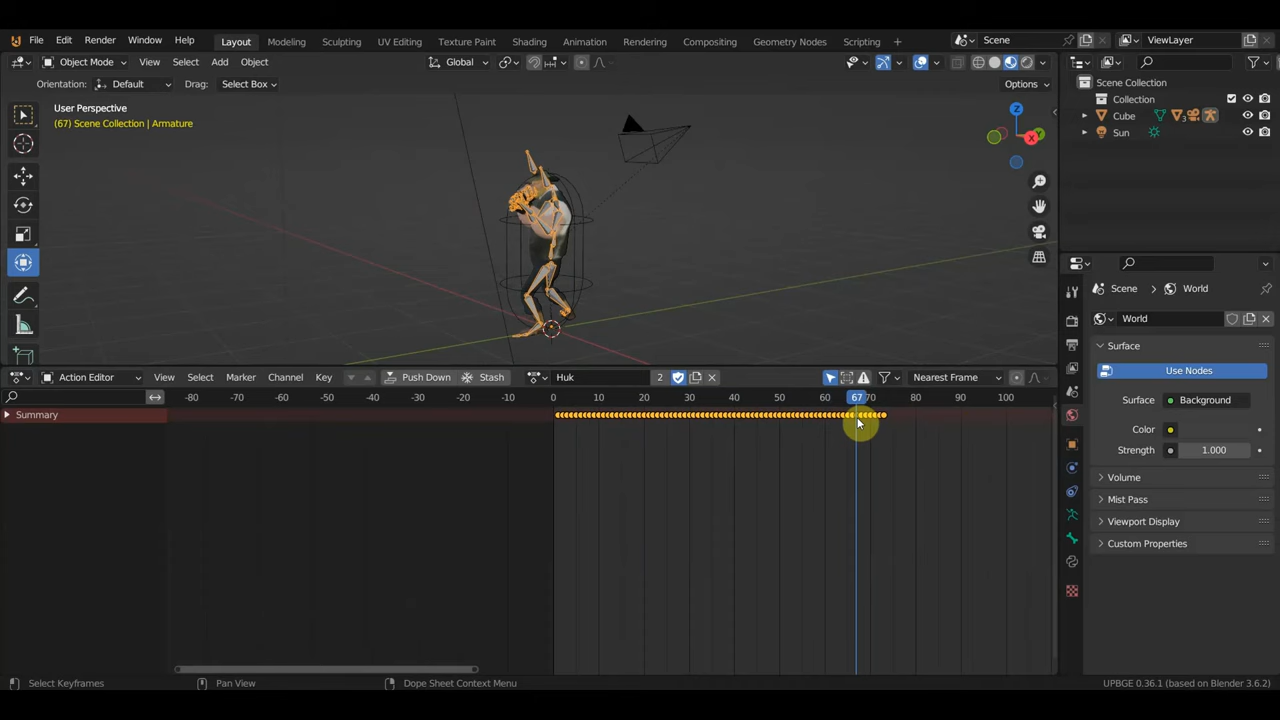 File Edit Render Window Help Layout Modeling Sculpting UV Editing Texture Paint Shading Animation Rendering Compositing Geometry Nodes Scripting + Scene ViewLayer
Object Mode View Select Add Object Global
Orientation: Default Drag: Select Box Options
User Perspective
(67) Scene Collection | Armature
Z
X
Y
Scene Collection
Collection
Cube 3
Sun
Scene > World
World
Surface
Use Nodes
Surface Background
Color
Strength 1.000
Volume
Mist Pass
Viewport Display
Custom Properties
Action Editor View Select Marker Channel Key Push Down Stash Huk 2 Nearest Frame
-80 -70 -60 -50 -40 -30 -20 -10 0 10 20 30 40 50 60 67 70 80 90 100
Summary
Select Keyframes Pan View Dope Sheet Context Menu UPBGE 0.36.1 (based on Blender 3.6.2)